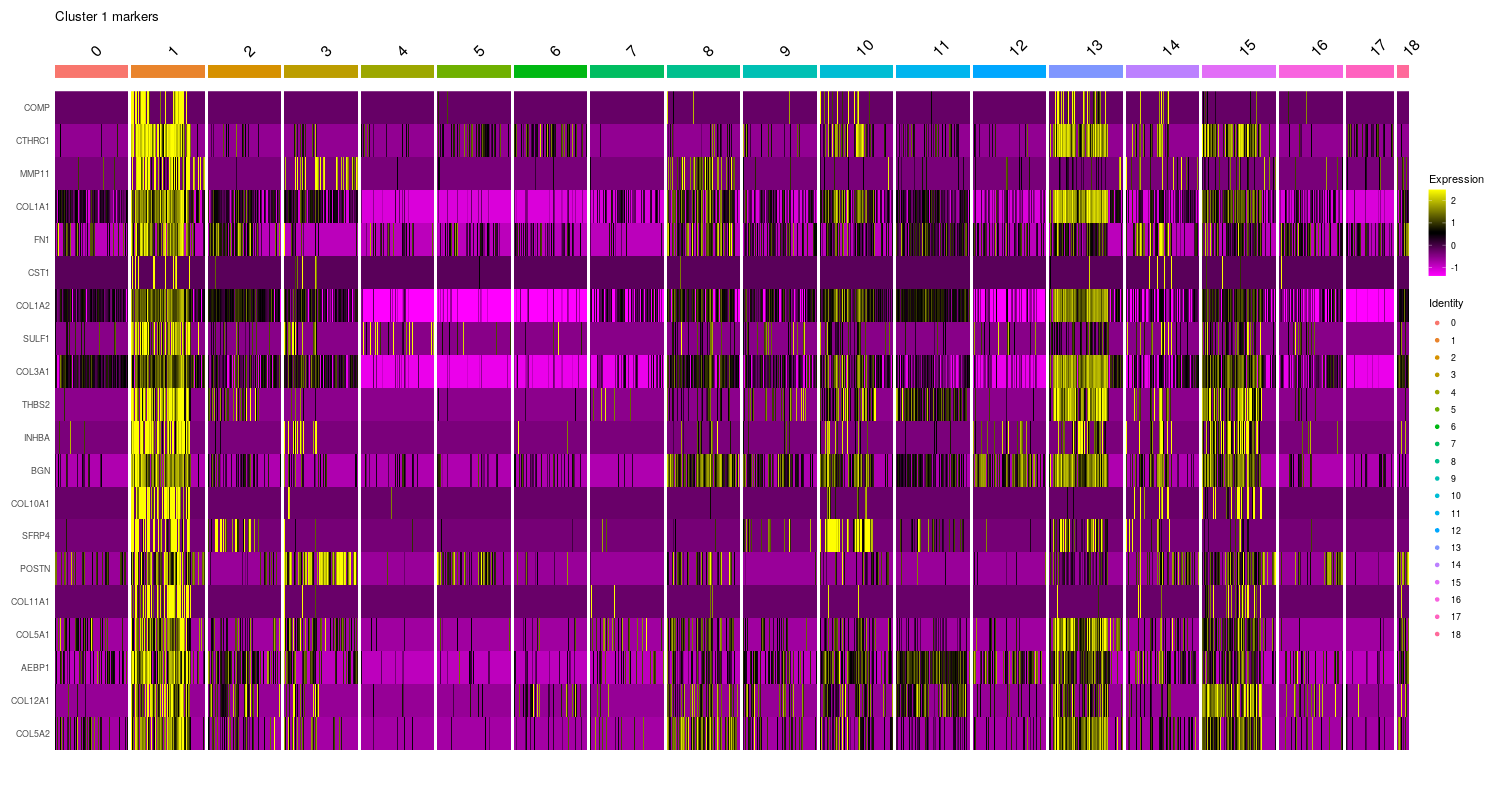 Cluster 1 markers
0 1 2 3 4 5 6 7 8 9 10 11 12 13 14 15 16 17 18
COMP
CTHRC1
MMP11
COL1A1
FN1
CST1
COL1A2
SULF1
COL3A1
THBS2
INHBA
BGN
COL10A1
SFRP4
POSTN
COL11A1
COL5A1
AEBP1
COL12A1
COL5A2
Expression
2
1
0
-1
Identity
0
1
2
3
4
5
6
7
8
9
10
11
12
13
14
15
16
17
18